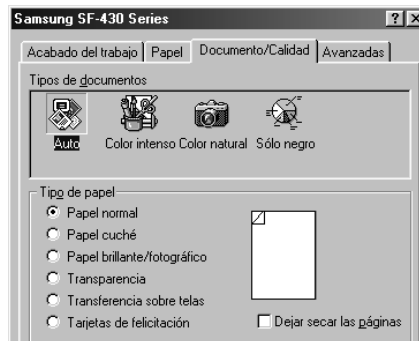 Samsung SF-430 Series
Acabado del trabajo Papel Documento/Calidad Avanzadas
Tipos de documentos
Auto Color intenso Color natural Sólo negro
Tipo de papel
Papel normal
Papel cuché
Papel brillante/fotográfico
Transparencia
Transferencia sobre telas
Tarjetas de felicitación
Dejar secar las páginas